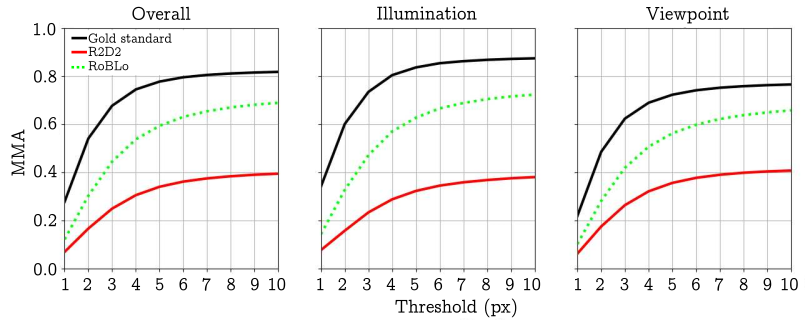 Overall
Illumination
Viewpoint
MMA
1.0
0.8
0.6
0.4
0.2
0.0
Gold standard
R2D2
RoBLo
1 2 3 4 5 6 7 8 9 10
1 2 3 4 5 6 7 8 9 10
1 2 3 4 5 6 7 8 9 10
Threshold (px)